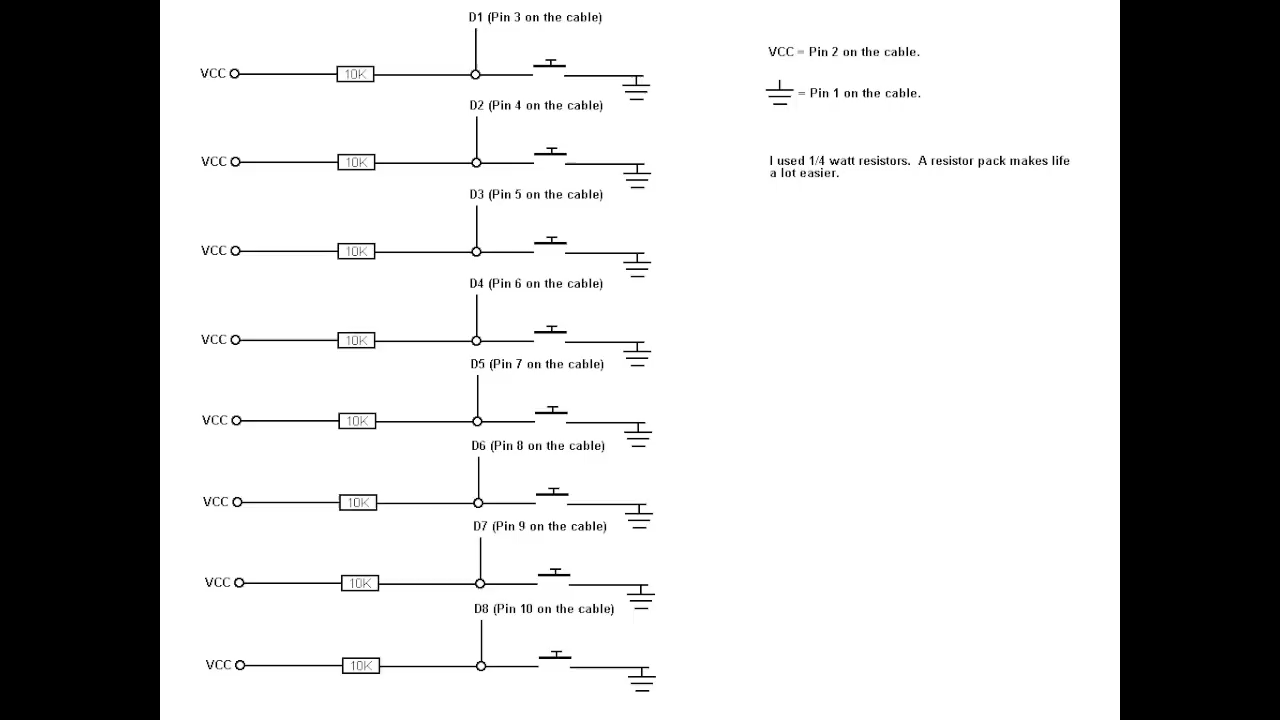 D1 (Pin 3 on the cable)
VCC 10K
VCC = Pin 2 on the cable.
= Pin 1 on the cable.
D2 (Pin 4 on the cable)
VCC 10K
I used 1/4 watt resistors. A resistor pack makes life
a lot easier.
D3 (Pin 5 on the cable)
VCC 10K
D4 (Pin 6 on the cable)
VCC 10K
D5 (Pin 7 on the cable)
VCC 10K
D6 (Pin 8 on the cable)
VCC 10K
D7 (Pin 9 on the cable)
VCC 10K
D8 (Pin 10 on the cable)
VCC 10K